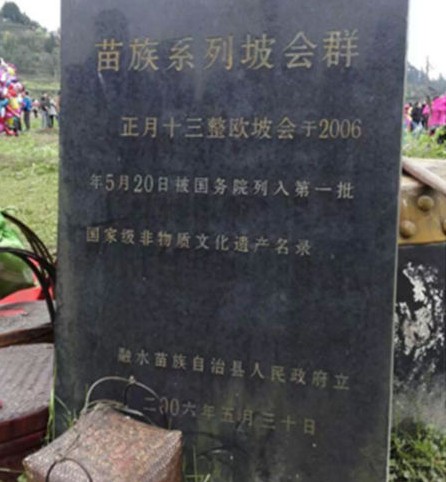 苗族系列坡会群
正月十三整欧坡会于2006
年5月20日被国务院列入第一批
国家级非物质文化遗产名录
融水苗族自治县人民政府立
二00六年五月三十日